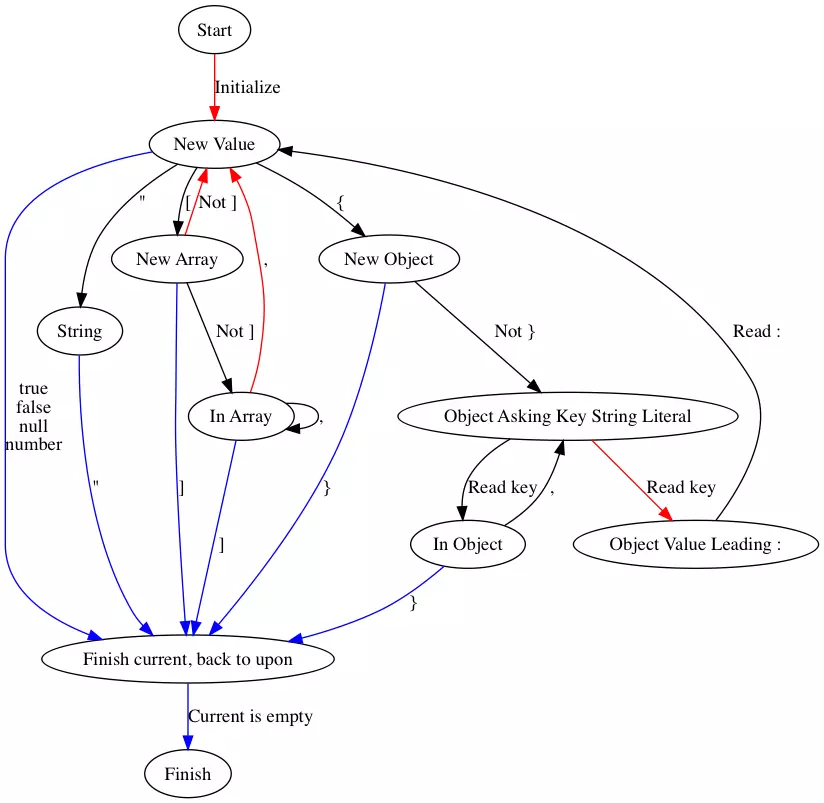 Start
Initialize
New Value
"
[
Not ]
{
New Array
,
New Object
String
Not ]
Not }
Read :
true
false
null
number
In Array
,
Object Asking Key String Literal
"
]
}
Read key
,
Read key
]
In Object
Object Value Leading :
}
Finish current, back to upon
Current is empty
Finish